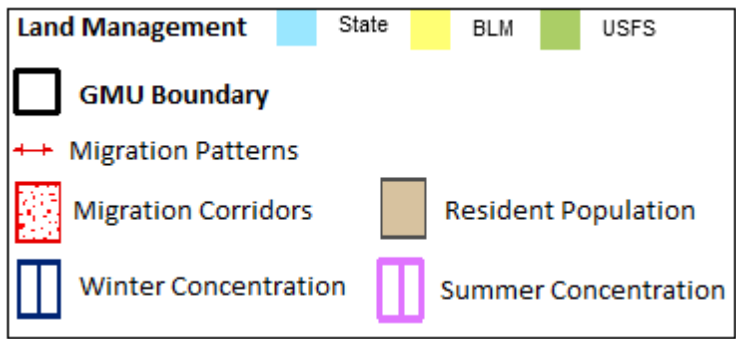 Land Management State BLM USFS
GMU Boundary
Migration Patterns
Migration Corridors Resident Population
Winter Concentration Summer Concentration